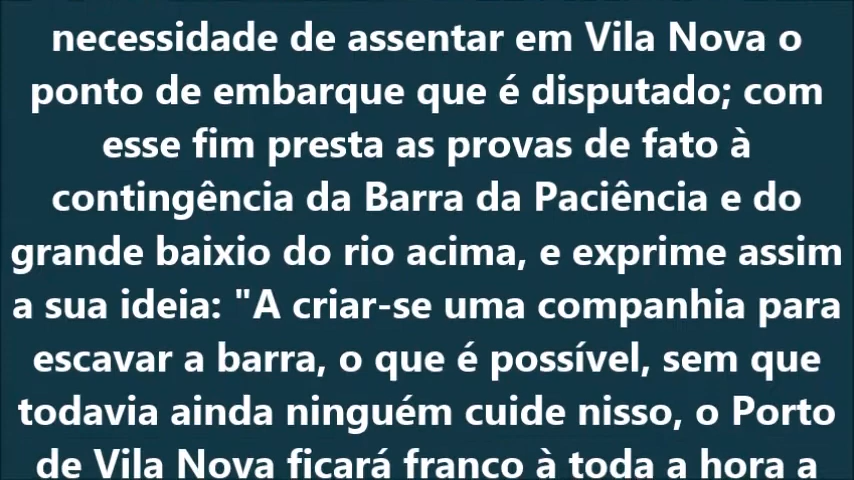 necessidade de assentar em Vila Nova o
ponto de embarque que é disputado; com
esse fim presta as provas de fato à
contingência da Barra da Paciência e do
grande baixio do rio acima, e exprime assim
a sua ideia: "A criar-se uma companhia para
escavar a barra, o que é possível, sem que
todavia ainda ninguém cuide nisso, o Porto
de Vila Nova ficará franco à toda a hora a